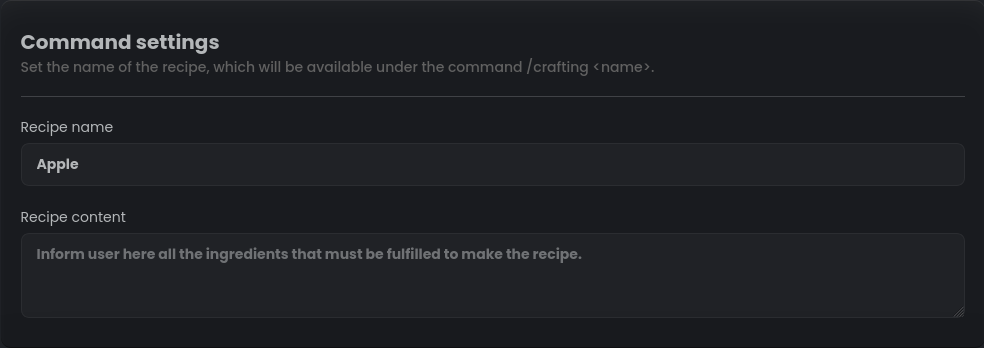 Command settings
Set the name of the recipe, which will be available under the command /crafting <name>.
Recipe name
Apple
Recipe content
Inform user here all the ingredients that must be fulfilled to make the recipe.